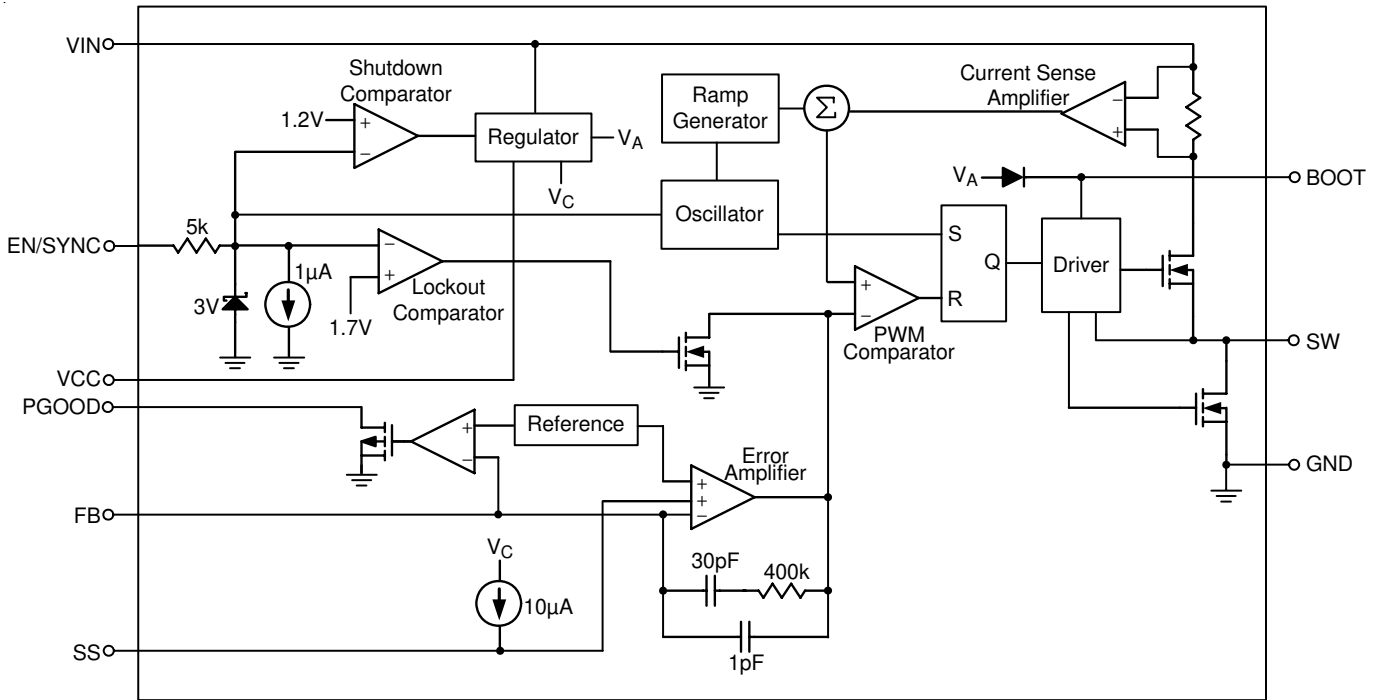 VIN
Shutdown
Comparator
1.2V
+
−
Regulator
V_A
V_C
Ramp
Generator
Σ
Current Sense
Amplifier
−
+
V_A
BOOT
Oscillator
5k
EN/SYNC
1µA
3V
−
+
1.7V
Lockout
Comparator
S
Q
R
Driver
+
−
PWM
Comparator
SW
VCC
PGOOD
+
−
Reference
Error
Amplifier
+
+
−
GND
FB
V_C
10µA
30pF
400k
1pF
SS